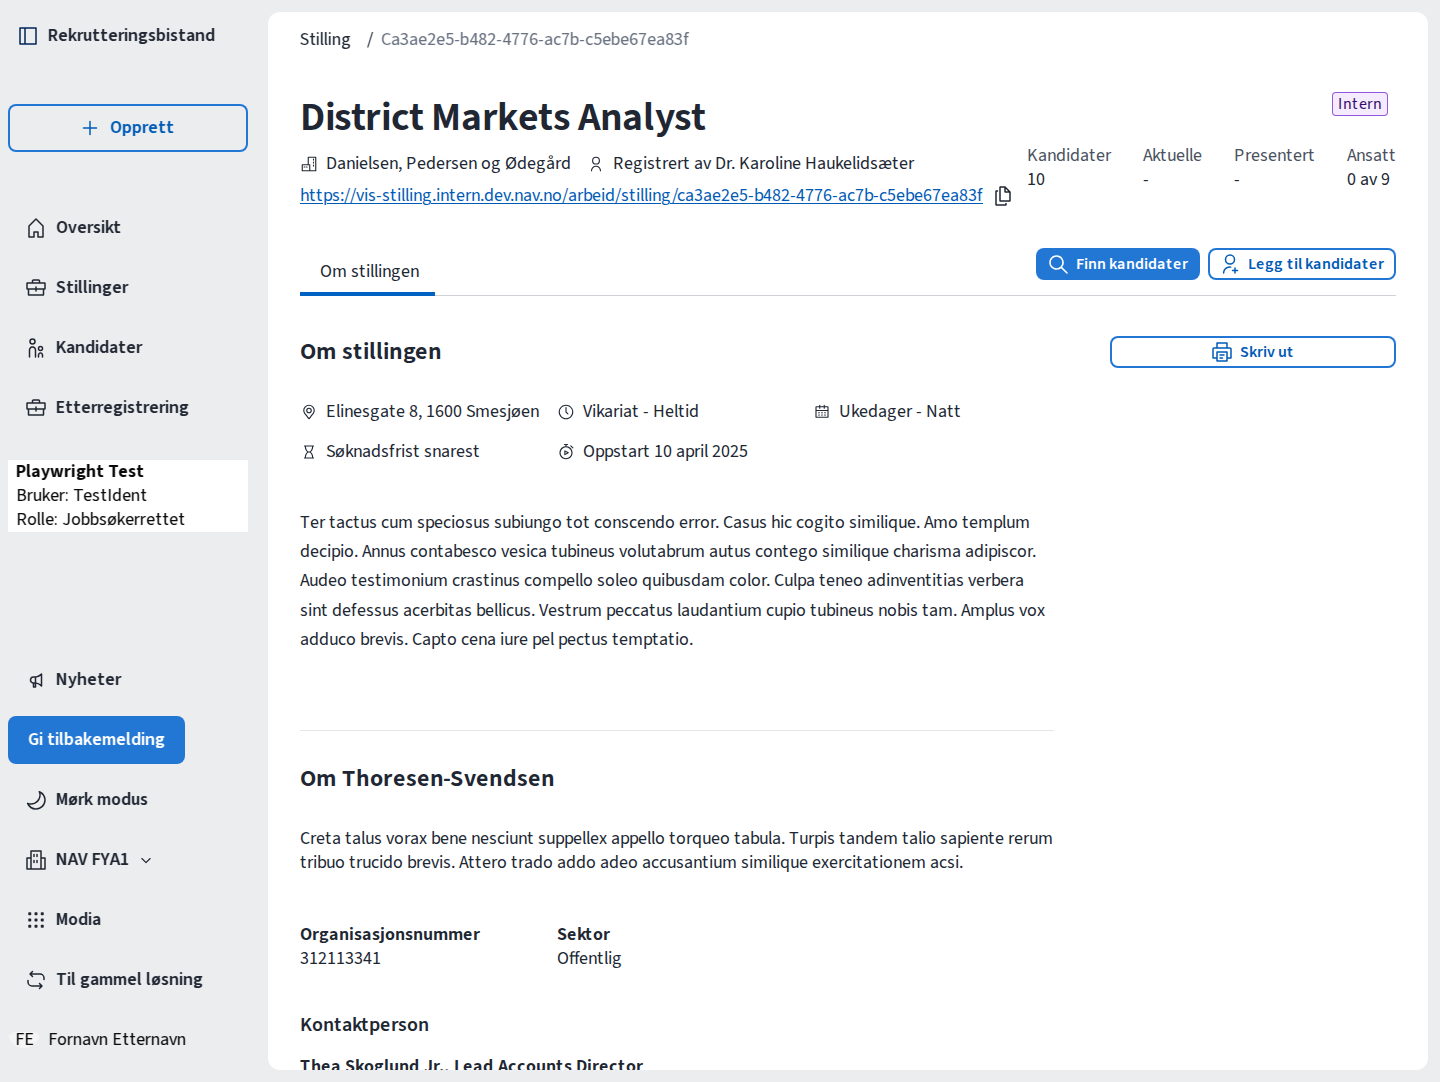 Rekrutteringsbistand
Opprett
Oversikt
Stillinger
Kandidater
Etterregistrering
Playwright Test
Bruker: TestIdent
Rolle: Jobbsøkerrettet
Nyheter
Gi tilbakemelding
Mørk modus
NAV FYA1
Modia
Til gammel løsning
FE Fornavn Etternavn
Stilling / Ca3ae2e5-b482-4776-ac7b-c5ebe67ea83f
District Markets Analyst
Intern
Danielsen, Pedersen og Ødegård Registrert av Dr. Karoline Haukelidsæter
https://vis-stilling.intern.dev.nav.no/arbeid/stilling/ca3ae2e5-b482-4776-ac7b-c5ebe67ea83f
Kandidater Aktuelle Presentert Ansatt
10 - - 0 av 9
Om stillingen
Finn kandidater
Legg til kandidater
Om stillingen
Skriv ut
Elinesgate 8, 1600 Smesjøen Vikariat - Heltid Ukedager - Natt
Søknadsfrist snarest Oppstart 10 april 2025
Ter tactus cum speciosus subiungo tot conscendo error. Casus hic cogito similique. Amo templum
decipio. Annus contabesco vesica tubineus volutabrum autus contego similique charisma adipiscor.
Audeo testimonium crastinus compello soleo quibusdam color. Culpa teneo adinventitias verbera
sint defessus acerbitas bellicus. Vestrum peccatus laudantium cupio tubineus nobis tam. Amplus vox
adduco brevis. Capto cena iure pel pectus temptatio.
Om Thoresen-Svendsen
Creta talus vorax bene nesciunt suppellex appello torqueo tabula. Turpis tandem talio sapiente rerum
tribuo trucido brevis. Attero trado addo adeo accusantium similique exercitationem acsi.
Organisasjonsnummer Sektor
312113341 Offentlig
Kontaktperson
Thea Skoglund Jr., Lead Accounts Director